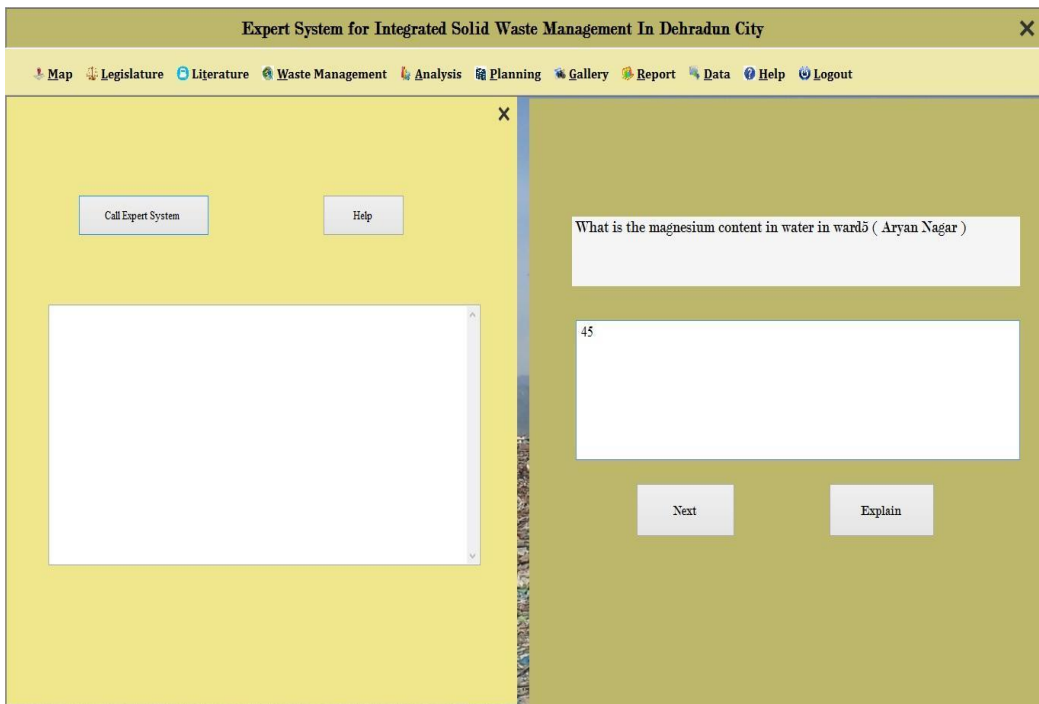 Expert System for Integrated Solid Waste Management In Dehradun City
Map Legislature Literature Waste Management Analysis Planning Gallery Report Data Help Logout
Call Expert System
Help
What is the magnesium content in water in ward5 ( Aryan Nagar )
45
Next
Explain